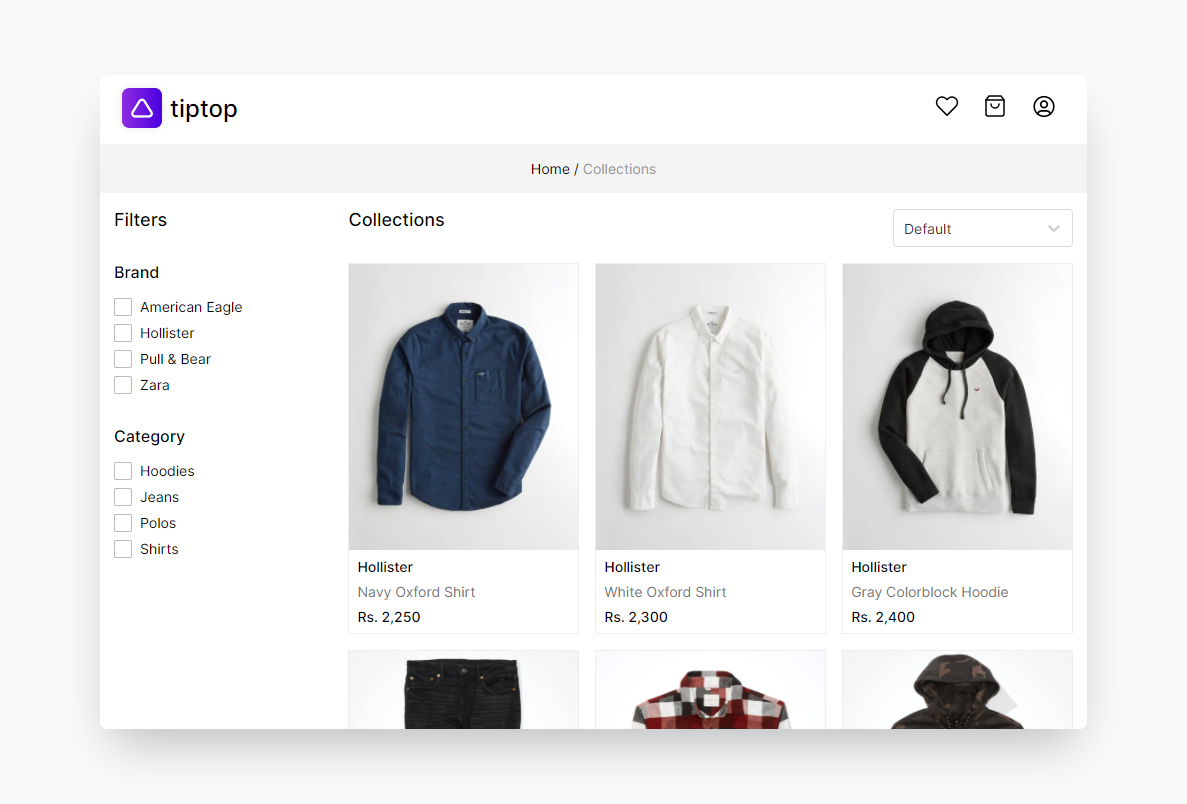 tiptop
Home / Collections
Filters
Brand
American Eagle
Hollister
Pull & Bear
Zara
Category
Hoodies
Jeans
Polos
Shirts
Collections
Default
Hollister
Navy Oxford Shirt
Rs. 2,250
Hollister
White Oxford Shirt
Rs. 2,300
Hollister
Gray Colorblock Hoodie
Rs. 2,400